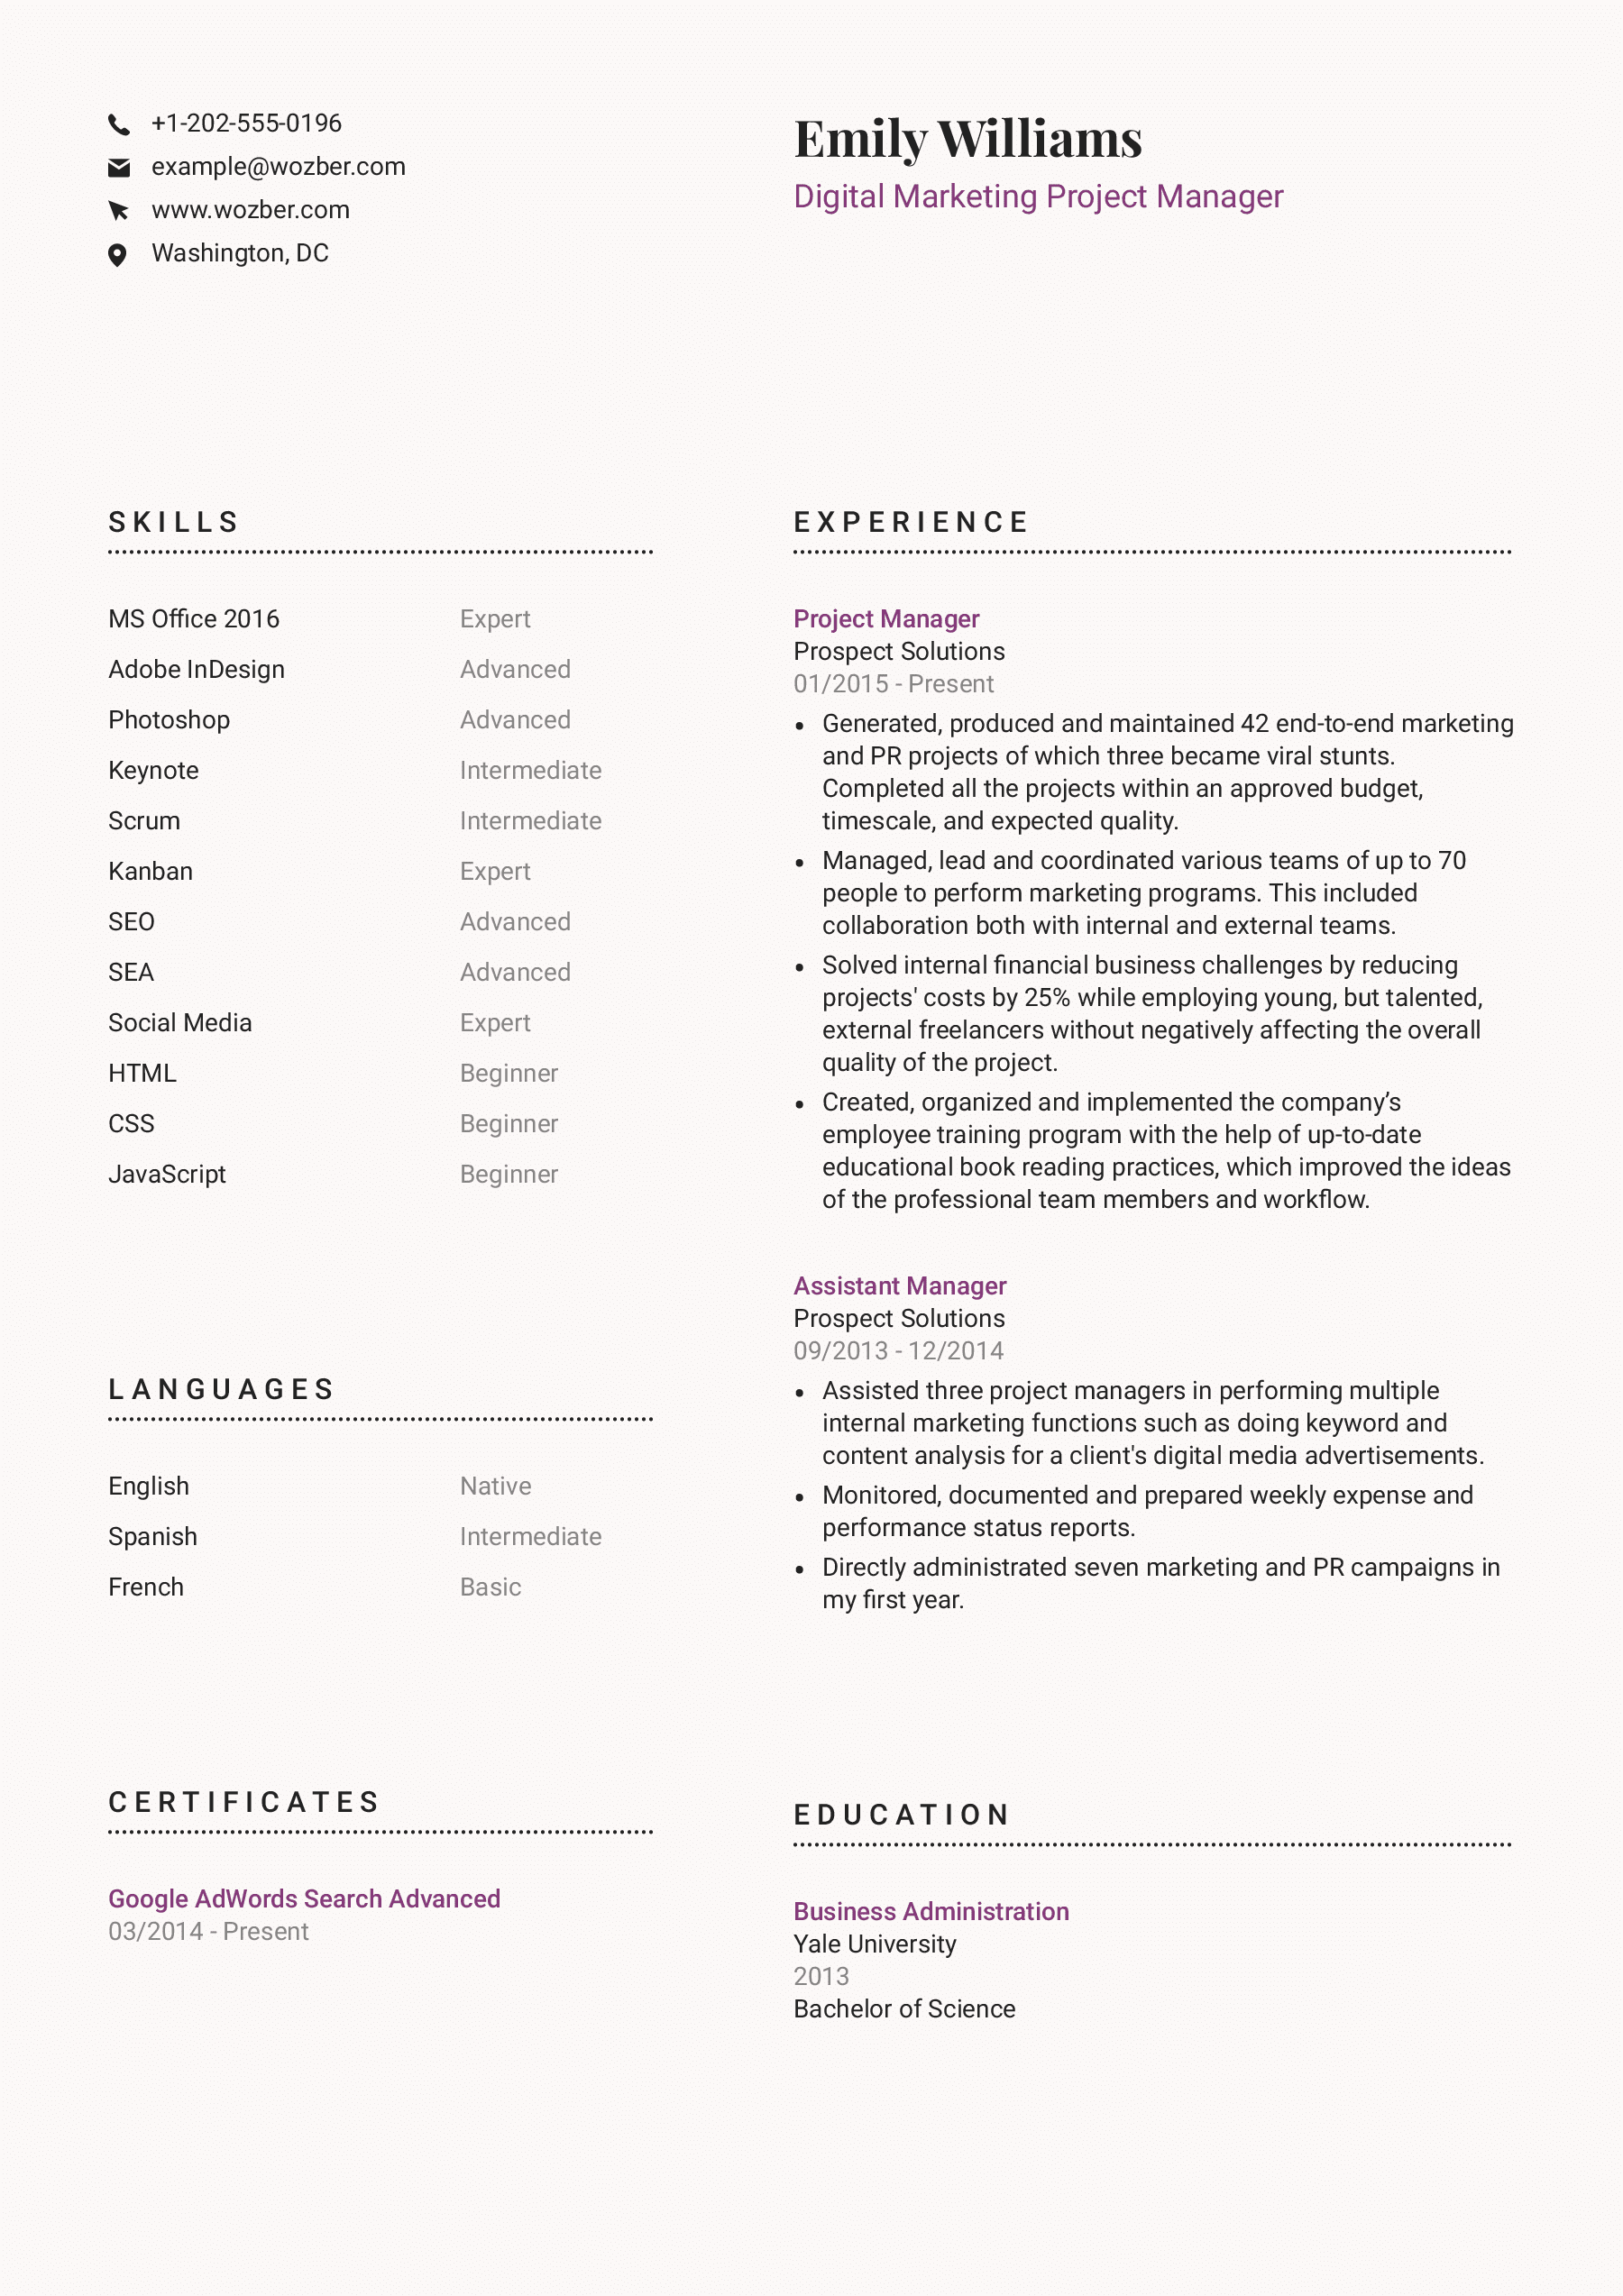 +1-202-555-0196
example@wozber.com
www.wozber.com
Washington, DC
Emily Williams
Digital Marketing Project Manager
SKILLS
MS Office 2016 Expert
Adobe InDesign Advanced
Photoshop Advanced
Keynote Intermediate
Scrum Intermediate
Kanban Expert
SEO Advanced
SEA Advanced
Social Media Expert
HTML Beginner
CSS Beginner
JavaScript Beginner
LANGUAGES
English Native
Spanish Intermediate
French Basic
CERTIFICATES
Google AdWords Search Advanced
03/2014 - Present
EXPERIENCE
Project Manager
Prospect Solutions
01/2015 - Present
• Generated, produced and maintained 42 end-to-end marketing
and PR projects of which three became viral stunts.
Completed all the projects within an approved budget,
timescale, and expected quality.
• Managed, lead and coordinated various teams of up to 70
people to perform marketing programs. This included
collaboration both with internal and external teams.
• Solved internal financial business challenges by reducing
projects' costs by 25% while employing young, but talented,
external freelancers without negatively affecting the overall
quality of the project.
• Created, organized and implemented the company’s
employee training program with the help of up-to-date
educational book reading practices, which improved the ideas
of the professional team members and workflow.
Assistant Manager
Prospect Solutions
09/2013 - 12/2014
• Assisted three project managers in performing multiple
internal marketing functions such as doing keyword and
content analysis for a client's digital media advertisements.
• Monitored, documented and prepared weekly expense and
performance status reports.
• Directly administrated seven marketing and PR campaigns in
my first year.
EDUCATION
Business Administration
Yale University
2013
Bachelor of Science